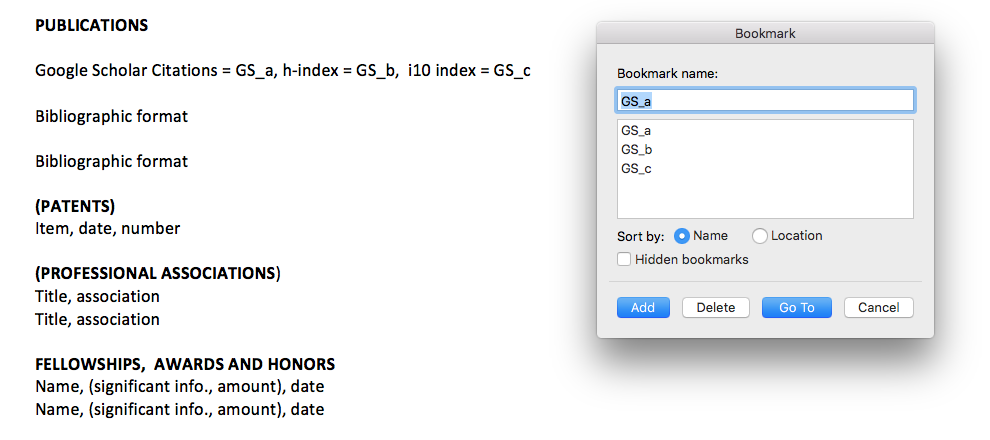 PUBLICATIONS
Google Scholar Citations = GS_a, h-index = GS_b,  i10 index = GS_c
Bibliographic format
Bibliographic format
(PATENTS)
Item, date, number
(PROFESSIONAL ASSOCIATIONS)
Title, association
Title, association
FELLOWSHIPS,  AWARDS AND HONORS
Name, (significant info., amount), date
Name, (significant info., amount), date
Bookmark
Bookmark name:
GS_a
GS_a
GS_b
GS_c
Sort by: Name Location
Hidden bookmarks
Add Delete Go To Cancel